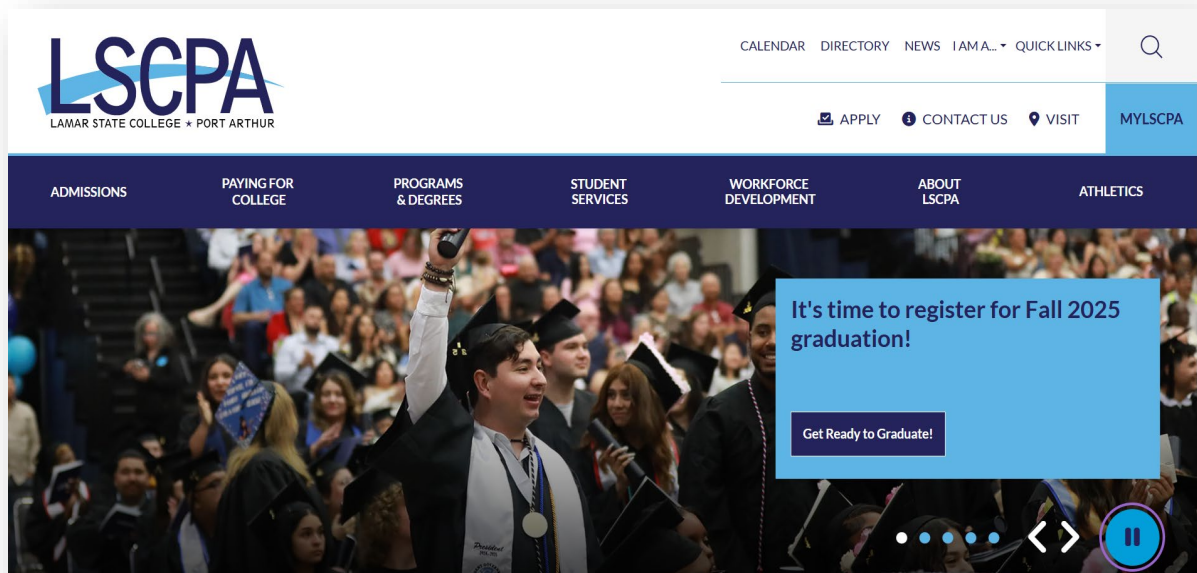 LSCPA
LAMAR STATE COLLEGE ★ PORT ARTHUR
CALENDAR DIRECTORY NEWS I AM A... QUICK LINKS
APPLY CONTACT US VISIT MYLSCPA
ADMISSIONS
PAYING FOR
COLLEGE
PROGRAMS
& DEGREES
STUDENT
SERVICES
WORKFORCE
DEVELOPMENT
ABOUT
LSCPA
ATHLETICS
It's time to register for Fall 2025
graduation!
Get Ready to Graduate!
President